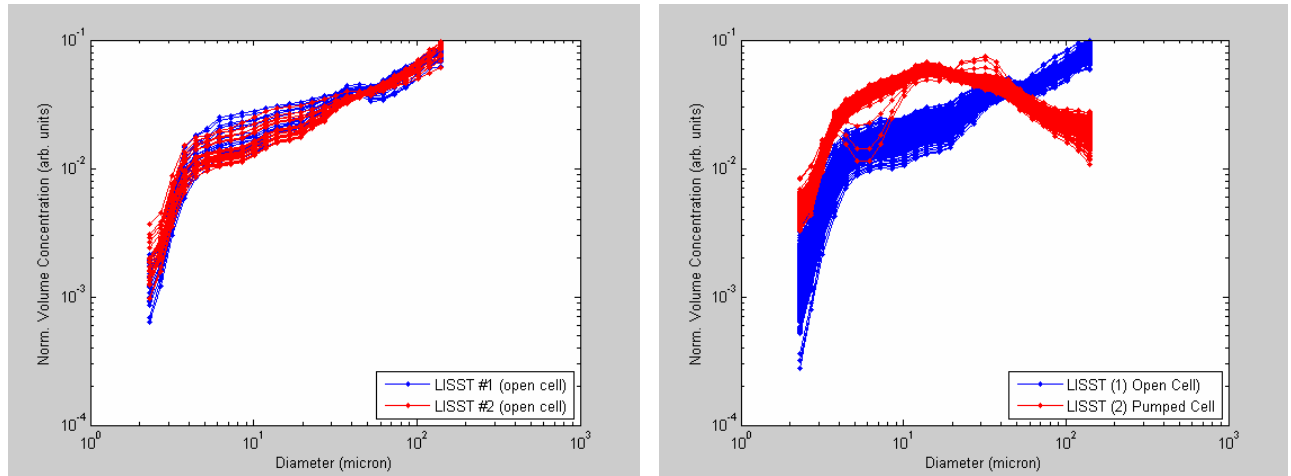 10^-1
10^-2
10^-3
10^-4
Norm. Volume Concentration (arb. units)
LISST #1 (open cell)
LISST #2 (open cell)
10^0
10^1
10^2
10^3
Diameter (micron)
10^-1
10^-2
10^-3
10^-4
Norm. Volume Concentration (arb. units)
LISST (1) Open Cell)
LISST (2) Pumped Cell
10^0
10^1
10^2
10^3
Diameter (micron)